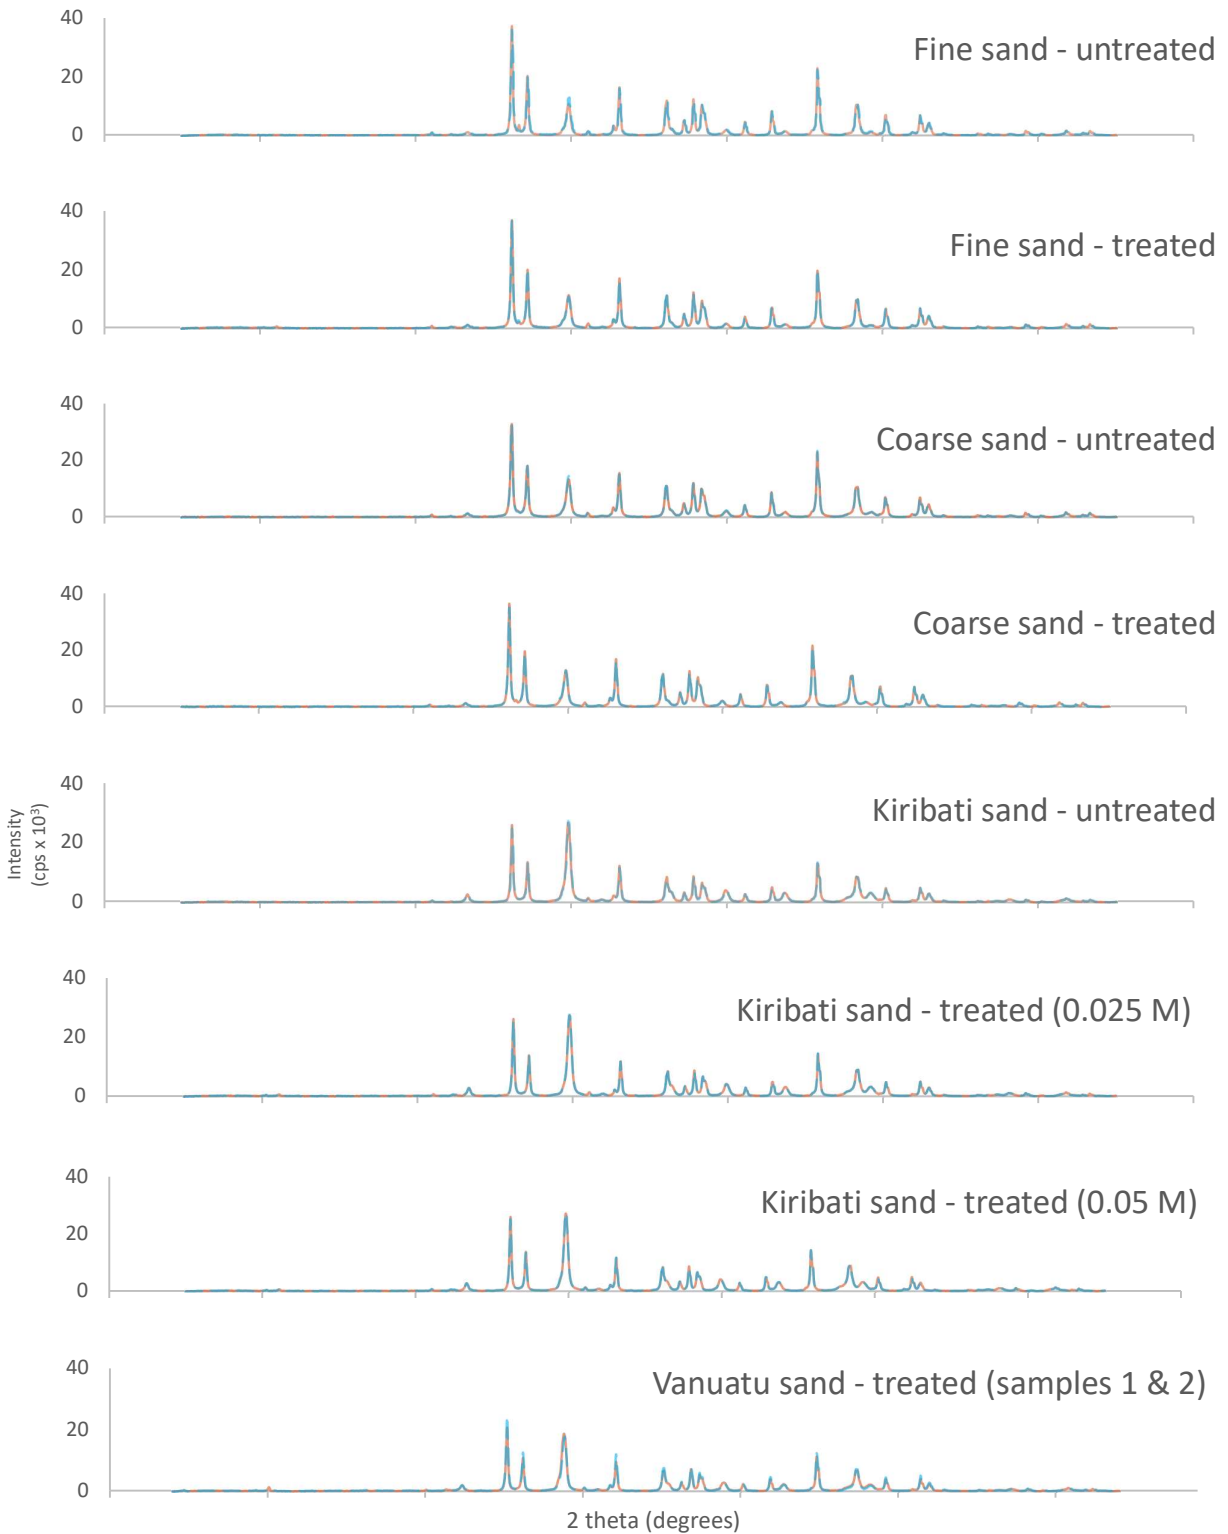 40
Fine sand - untreated
20
0
40
Fine sand - treated
20
0
40
Coarse sand - untreated
20
0
40
Coarse sand - treated
20
0
40
Kiribati sand - untreated
20
0
Intensity
(cps x 10³)
40
Kiribati sand - treated (0.025 M)
20
0
40
Kiribati sand - treated (0.05 M)
20
0
40
Vanuatu sand - treated (samples 1 & 2)
20
0
2 theta (degrees)